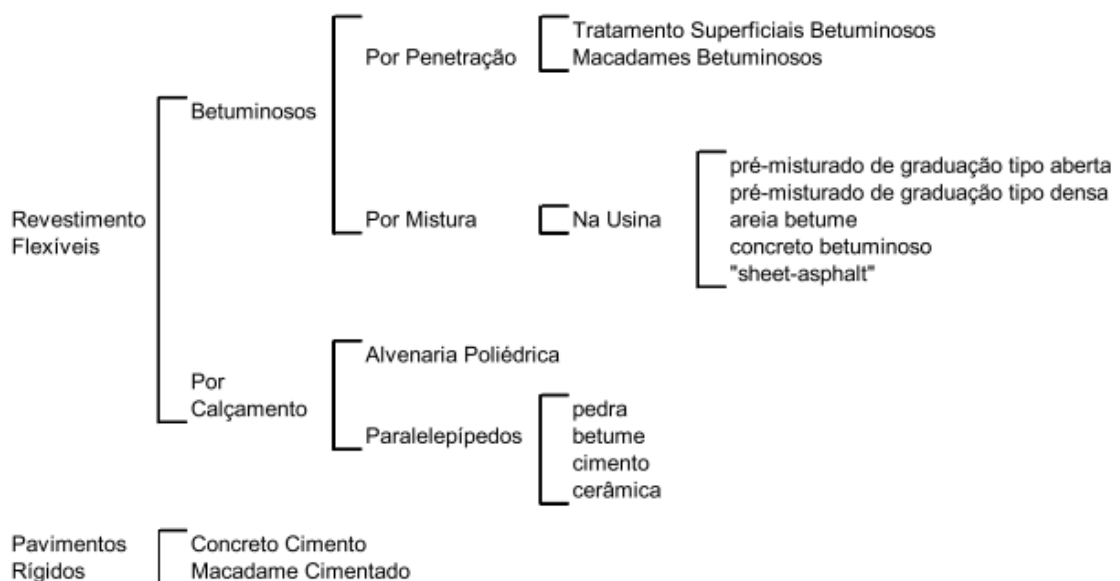 Revestimento
Flexíveis
Betuminosos
Por Penetração
Tratamento Superficiais Betuminosos
Macadames Betuminosos
Por Mistura
Na Usina
pré-misturado de graduação tipo aberta
pré-misturado de graduação tipo densa
areia betume
concreto betuminoso
"sheet-asphalt"
Por
Calçamento
Alvenaria Poliédrica
Paralelepípedos
pedra
betume
cimento
cerâmica
Pavimentos
Rígidos
Concreto Cimento
Macadame Cimentado